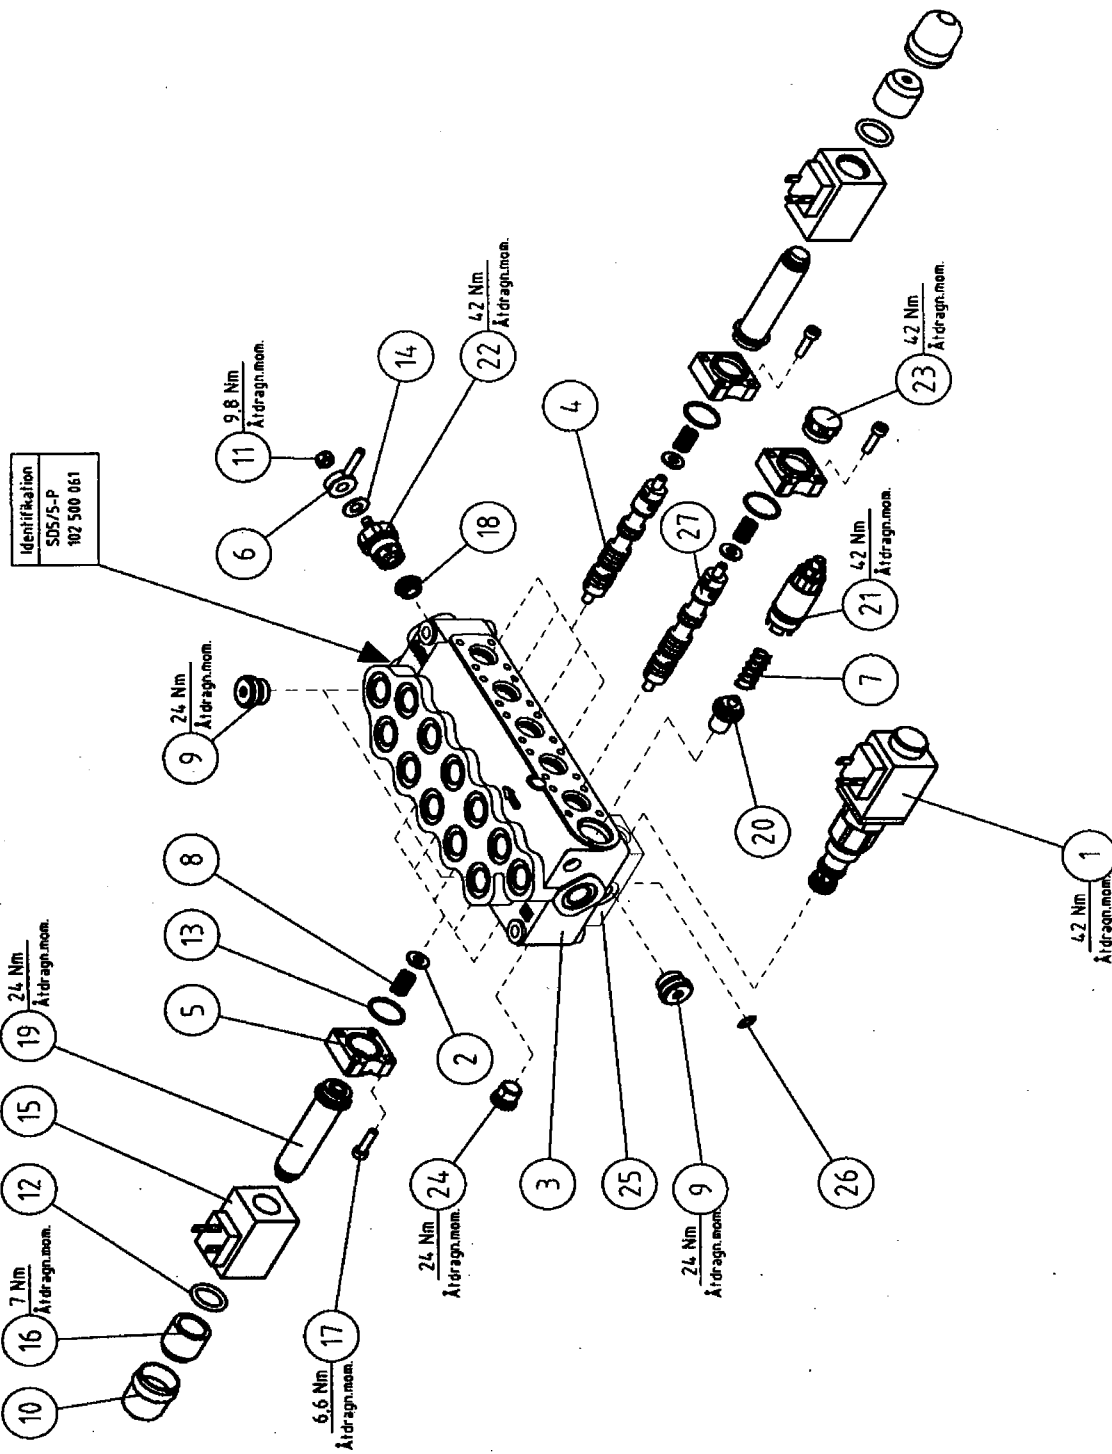 Identifikation
SDS/5-P
102 500 061
10
16
7 Nm
Åtdragn.mom.
12
15
19
24 Nm
Åtdragn.mom.
5
13
8
9
24 Nm
Åtdragn.mom.
6
11
9,8 Nm
Åtdragn.mom.
14
22
42 Nm
Åtdragn.mom.
18
17
6,6 Nm
Åtdragn.mom.
2
4
27
23
42 Nm
Åtdragn.mom.
24
24 Nm
Åtdragn.mom.
3
25
9
24 Nm
Åtdragn.mom.
26
20
7
21
42 Nm
Åtdragn.mom.
1
42 Nm
Åtdragn.mom.